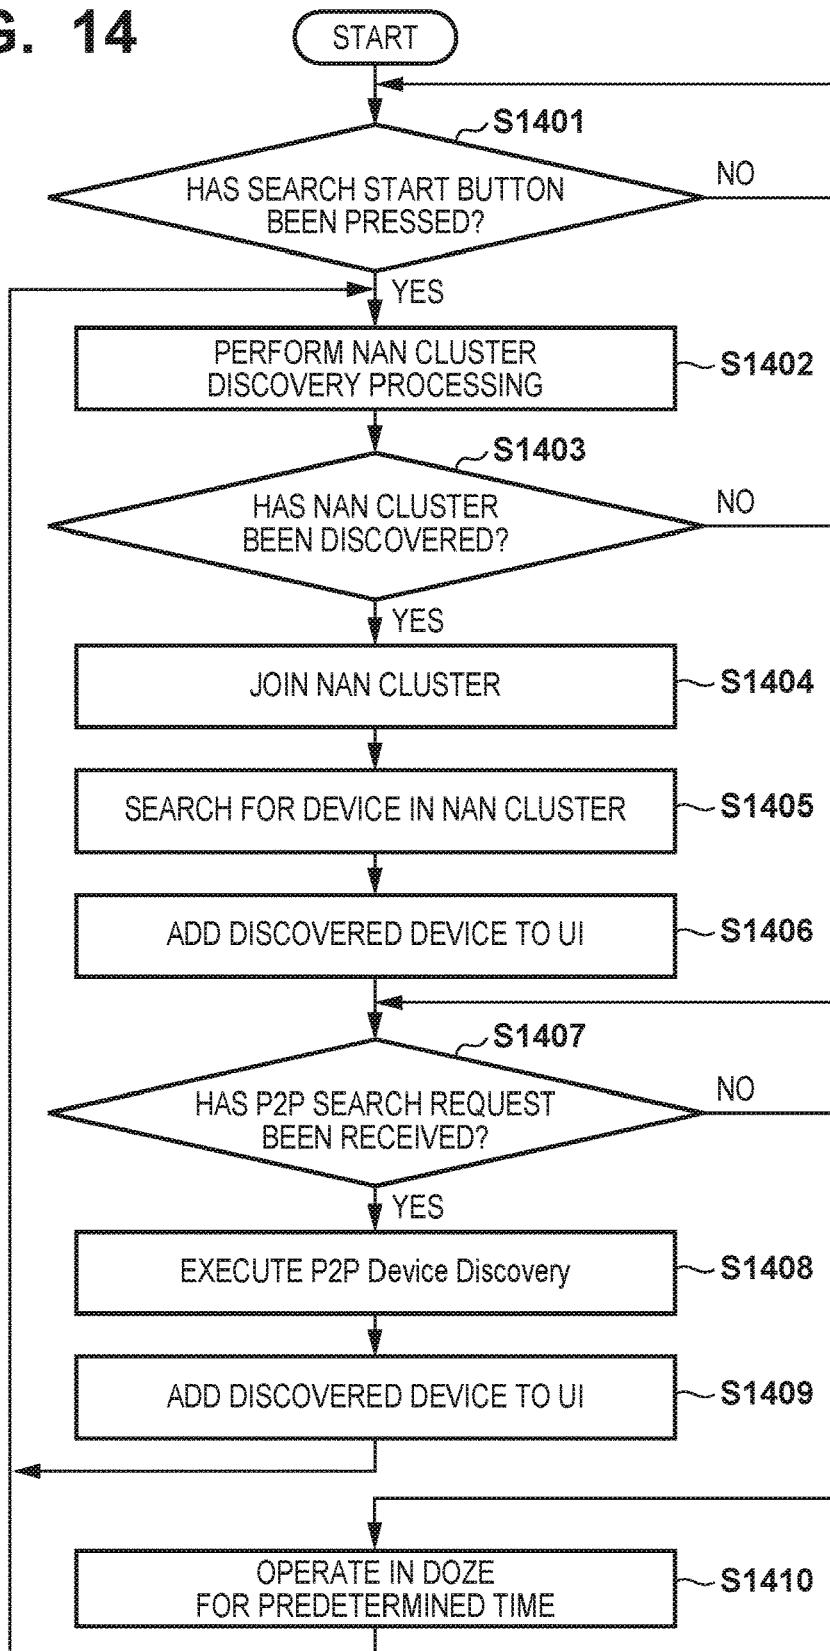 G. 14
START
S1401
HAS SEARCH START BUTTON
BEEN PRESSED?
NO
YES
PERFORM NAN CLUSTER
DISCOVERY PROCESSING
S1402
S1403
HAS NAN CLUSTER
BEEN DISCOVERED?
NO
YES
JOIN NAN CLUSTER
S1404
SEARCH FOR DEVICE IN NAN CLUSTER
S1405
ADD DISCOVERED DEVICE TO UI
S1406
S1407
HAS P2P SEARCH REQUEST
BEEN RECEIVED?
NO
YES
EXECUTE P2P Device Discovery
S1408
ADD DISCOVERED DEVICE TO UI
S1409
OPERATE IN DOZE
FOR PREDETERMINED TIME
S1410